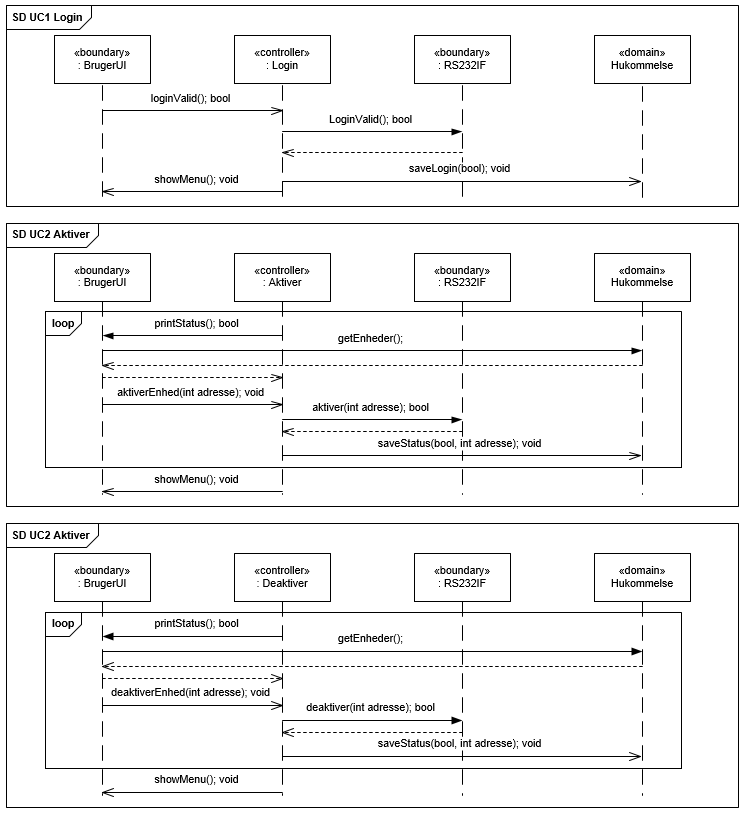 SD UC1 Login
«boundary»
: BrugerUI
«controller»
: Login
«boundary»
: RS232IF
«domain»
Hukommelse
loginValid(); bool
LoginValid(); bool
saveLogin(bool); void
showMenu(); void
SD UC2 Aktiver
«boundary»
: BrugerUI
«controller»
: Aktiver
«boundary»
: RS232IF
«domain»
Hukommelse
loop
printStatus(); bool
getEnheder();
aktiverEnhed(int adresse); void
aktiver(int adresse); bool
saveStatus(bool, int adresse); void
showMenu(); void
SD UC2 Aktiver
«boundary»
: BrugerUI
«controller»
: Deaktiver
«boundary»
: RS232IF
«domain»
Hukommelse
loop
printStatus(); bool
getEnheder();
deaktiverEnhed(int adresse); void
deaktiver(int adresse); bool
saveStatus(bool, int adresse); void
showMenu(); void